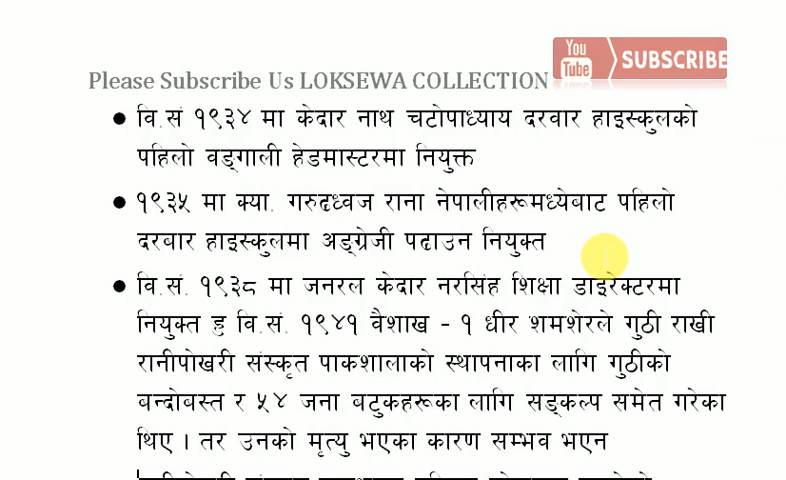 You Tube SUBSCRIBE
Please Subscribe Us LOKSEWA COLLECTION
● वि.सं १९३४ मा केदार नाथ चटोपाध्याय दरवार हाइस्कुलको
पहिलो वङ्गाली हेडमास्टरमा नियुक्त
● १९३५ मा क्या. गरुढध्वज राना नेपालीहरूमध्येबाट पहिलो
दरबार हाइस्कुलमा अङ्ग्रेजी पढाउन नियुक्त
● वि.सं. १९३८ मा जनरल केदार नरसिंह शिक्षा डाइरेक्टरमा
नियुक्त हु वि.सं. १९४१ वैशाख - १ धीर शमशेरले गुठी राखी
रानीपोखरी संस्कृत पाकशालाको स्थापनाका लागि गुठीको
बन्दोबस्त र ५४ जना बटुकहरूका लागि सङ्कल्प समेत गरेका
थिए । तर उनको मृत्यु भएका कारण सम्भव भएन